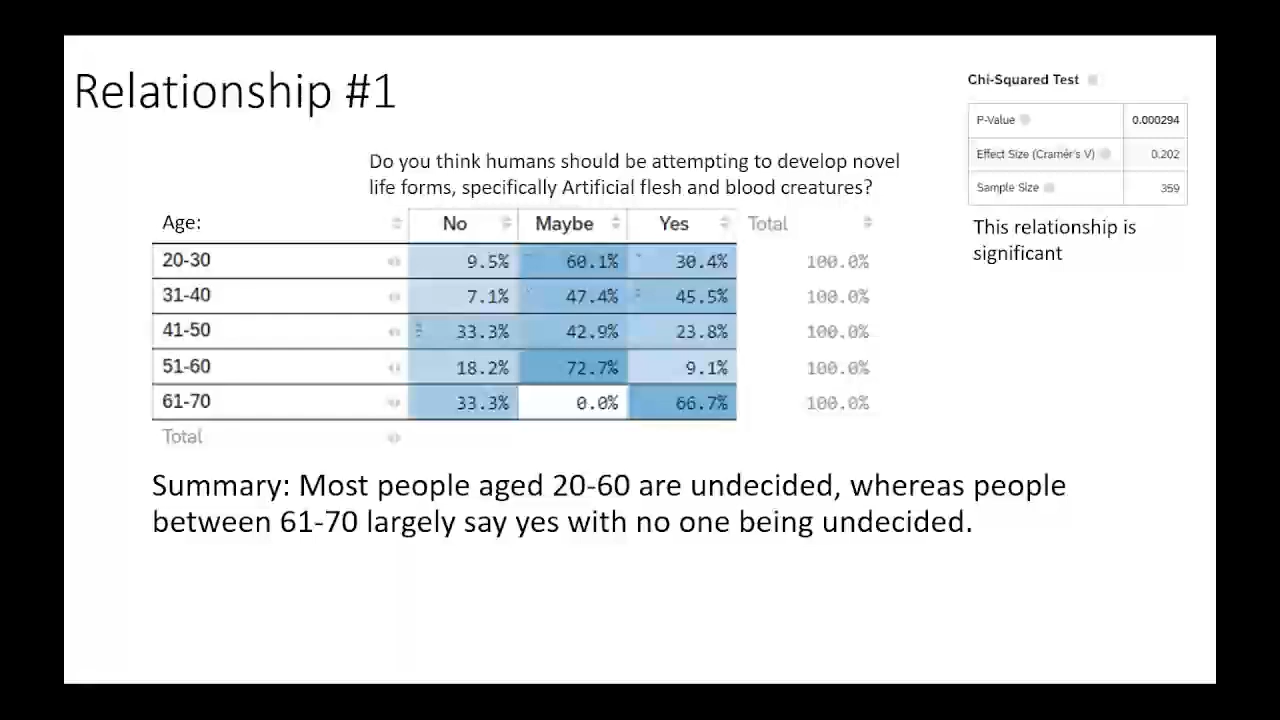 Relationship #1
Chi-Squared Test
P-Value 0.000294
Effect Size (Cramér's V) 0.202
Sample Size 359
This relationship is
significant
Do you think humans should be attempting to develop novel
life forms, specifically Artificial flesh and blood creatures?
Age: No Maybe Yes Total
20-30 9.5% 60.1% 30.4% 100.0%
31-40 7.1% 47.4% 45.5% 100.0%
41-50 33.3% 42.9% 23.8% 100.0%
51-60 18.2% 72.7% 9.1% 100.0%
61-70 33.3% 0.0% 66.7% 100.0%
Total
Summary: Most people aged 20-60 are undecided, whereas people
between 61-70 largely say yes with no one being undecided.